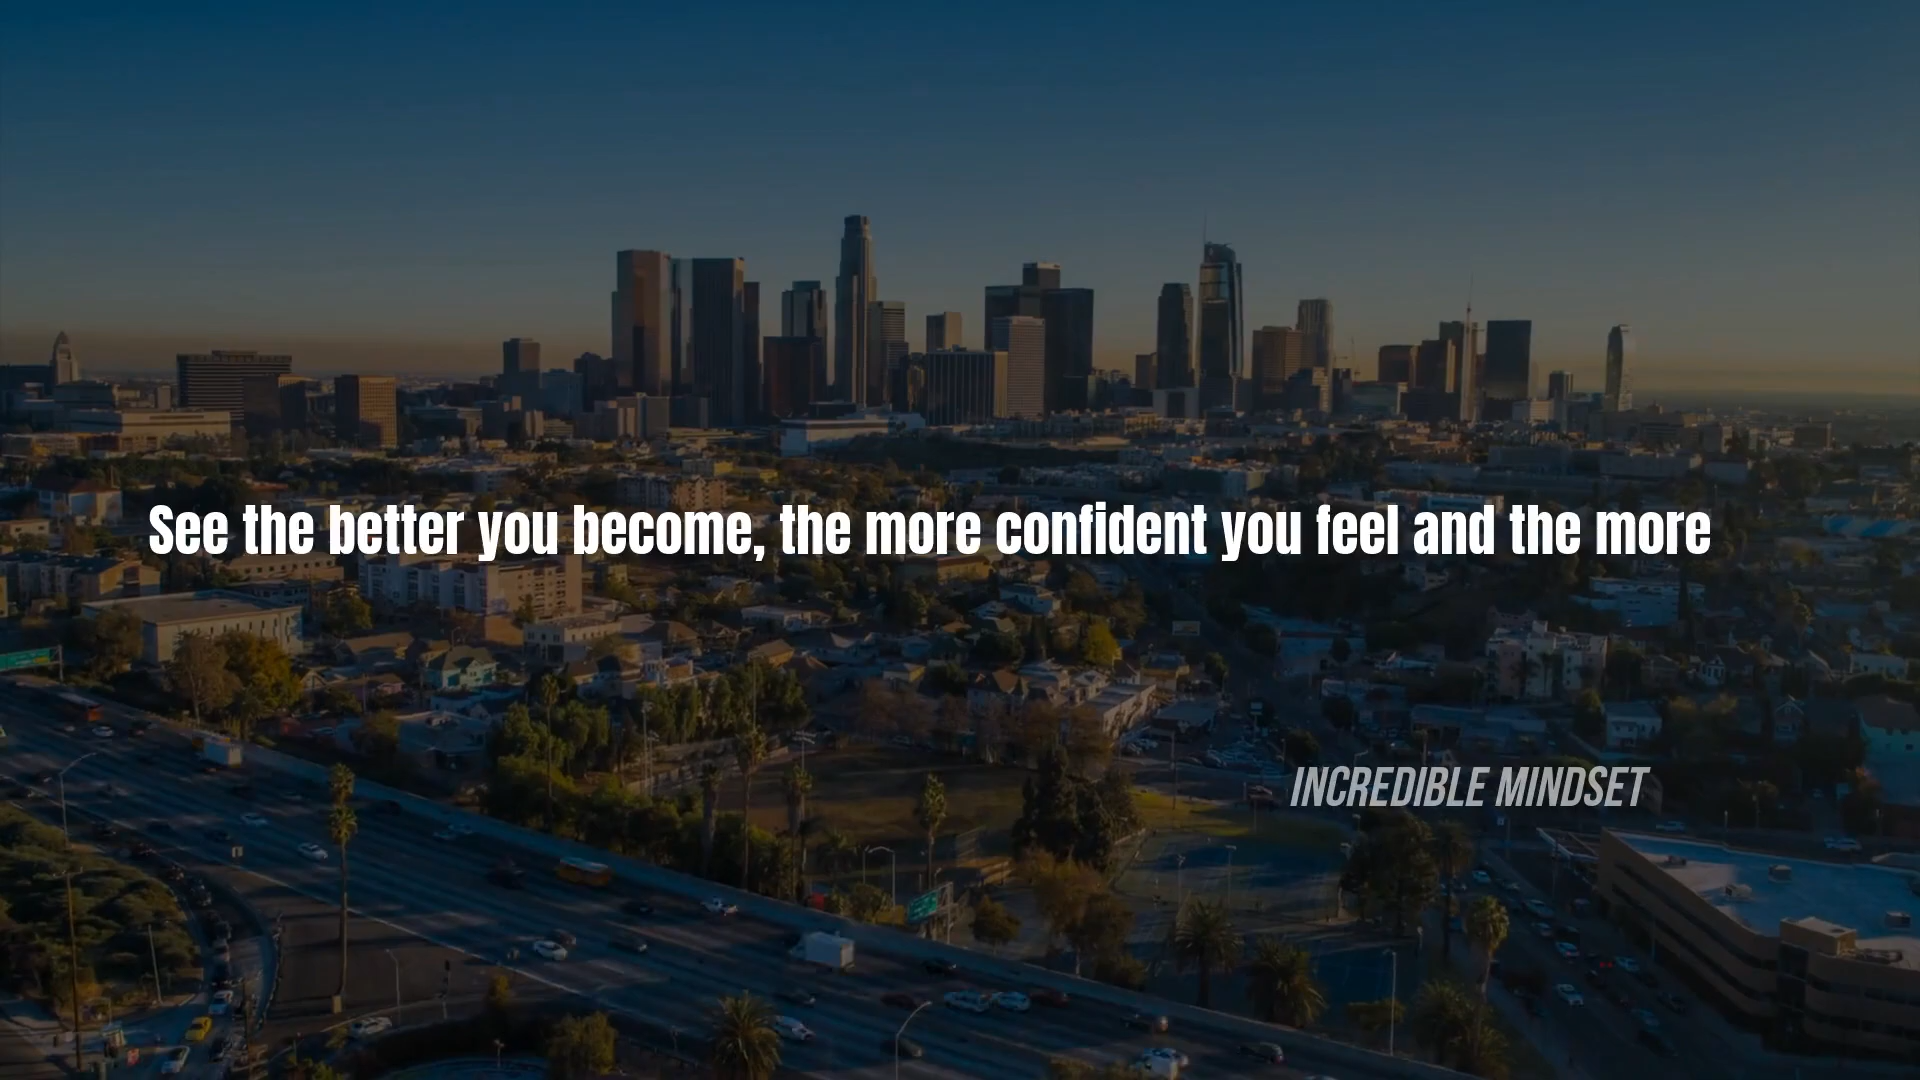 See the better you become, the more confident you feel and the more
INCREDIBLE MINDSET